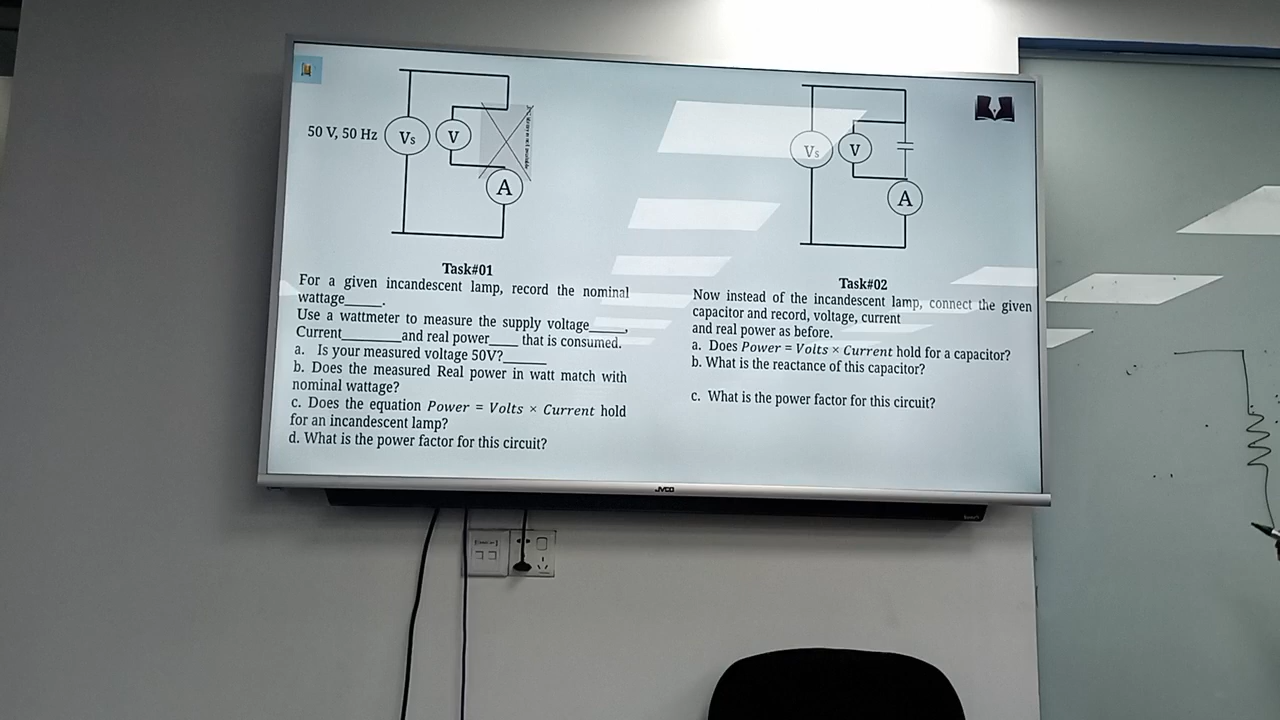 50 V, 50 Hz
Vs
V
A
Vs
V
A
Task#01
For a given incandescent lamp, record the nominal
wattage_____.
Use a wattmeter to measure the supply voltage_____,
Current________and real power____ that is consumed.
a. Is your measured voltage 50V?______
b. Does the measured Real power in watt match with
nominal wattage?
c. Does the equation Power = Volts × Current hold
for an incandescent lamp?
d. What is the power factor for this circuit?
Task#02
Now instead of the incandescent lamp, connect the given
capacitor and record, voltage, current
and real power as before.
a. Does Power = Volts × Current hold for a capacitor?
b. What is the reactance of this capacitor?
c. What is the power factor for this circuit?
JVCO